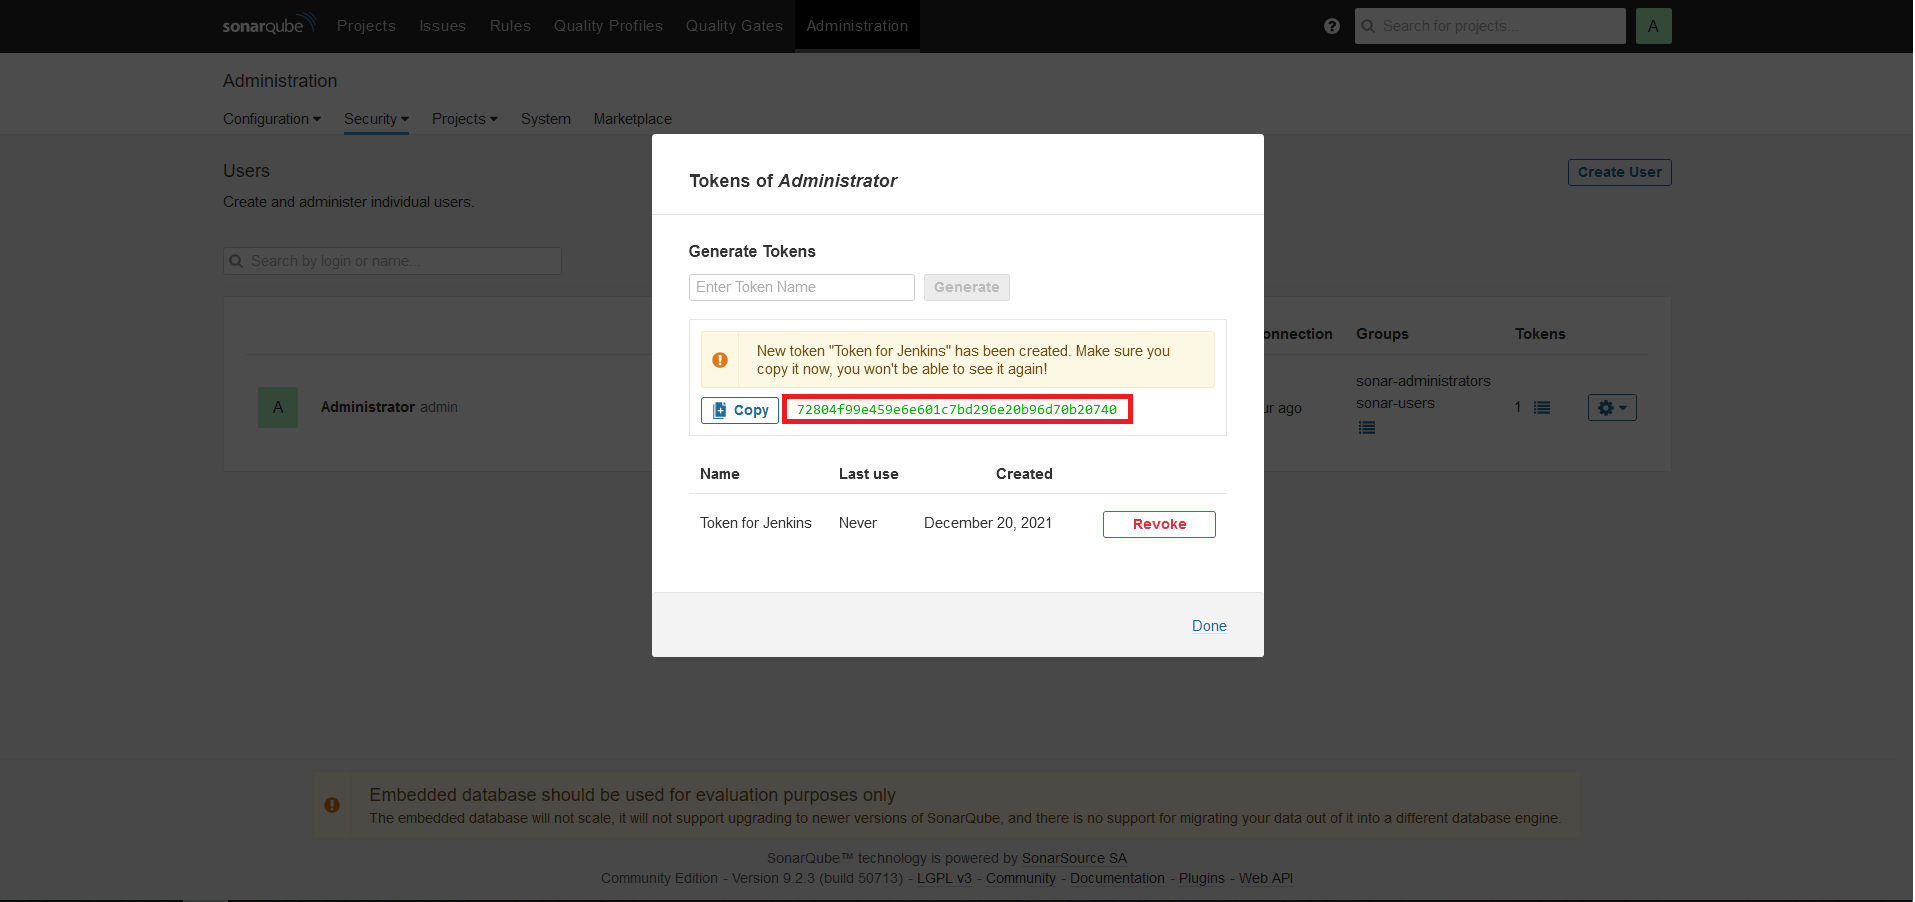 sonarqube Projects Issues Rules Quality Profiles Quality Gates Administration Search for projects... A
Administration
Configuration Security Projects System Marketplace
Users
Create User
Create and administer individual users.
Search by login or name...
onnection Groups Tokens
A Administrator admin
ur ago
sonar-administrators
sonar-users
1
Tokens of Administrator
Generate Tokens
Enter Token Name Generate
New token "Token for Jenkins" has been created. Make sure you
copy it now, you won't be able to see it again!
Copy 72804f99e459e6e601c7bd296e20b96d70b20740
Name Last use Created
Token for Jenkins Never December 20, 2021 Revoke
Done
Embedded database should be used for evaluation purposes only
The embedded database will not scale, it will not support upgrading to newer versions of SonarQube, and there is no support for migrating your data out of it into a different database engine.
SonarQube™ technology is powered by SonarSource SA
Community Edition - Version 9.2.3 (build 50713) - LGPL v3 - Community - Documentation - Plugins - Web API